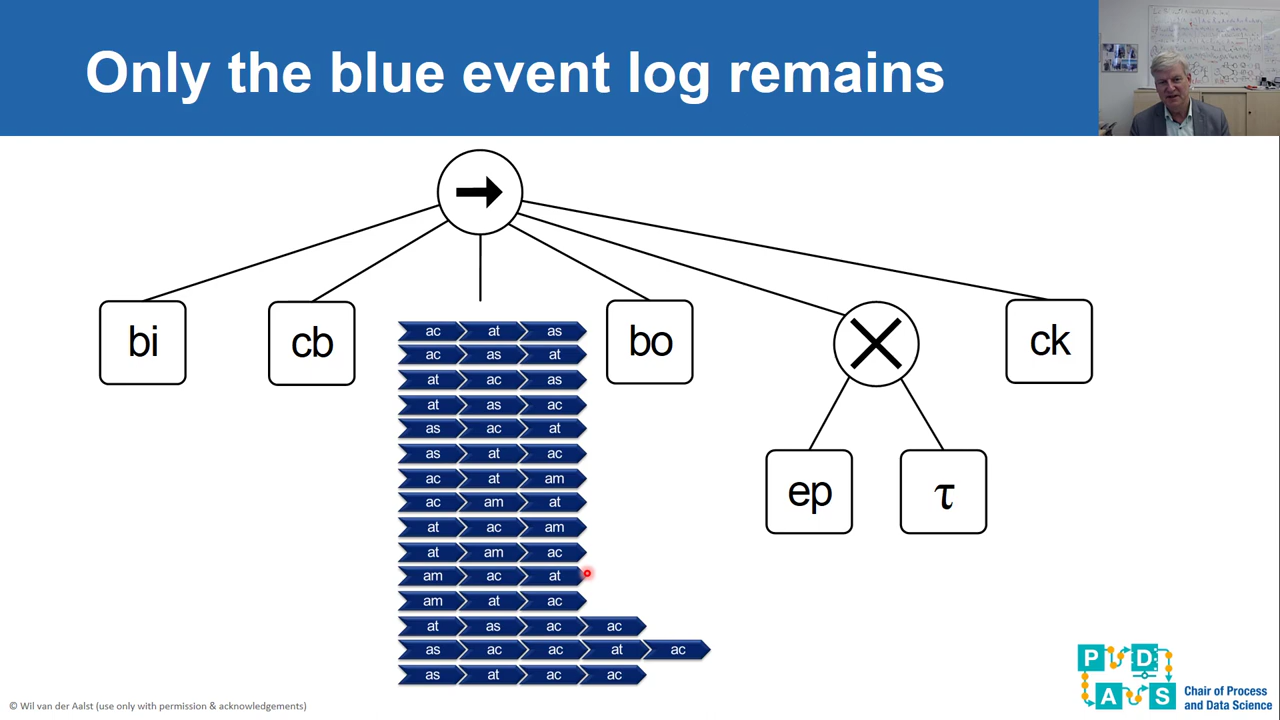 Only the blue event log remains
bi
cb
bo
ck
ac at as
ac as at
at ac as
at as ac
as ac at
as at ac
ac at am
ac am at
at ac am
at am ac
am ac at
am at ac
at as ac ac
as ac ac at ac
as at ac ac
ep
τ
P D
A S
Chair of Process
and Data Science
© Wil van der Aalst (use only with permission & acknowledgements)